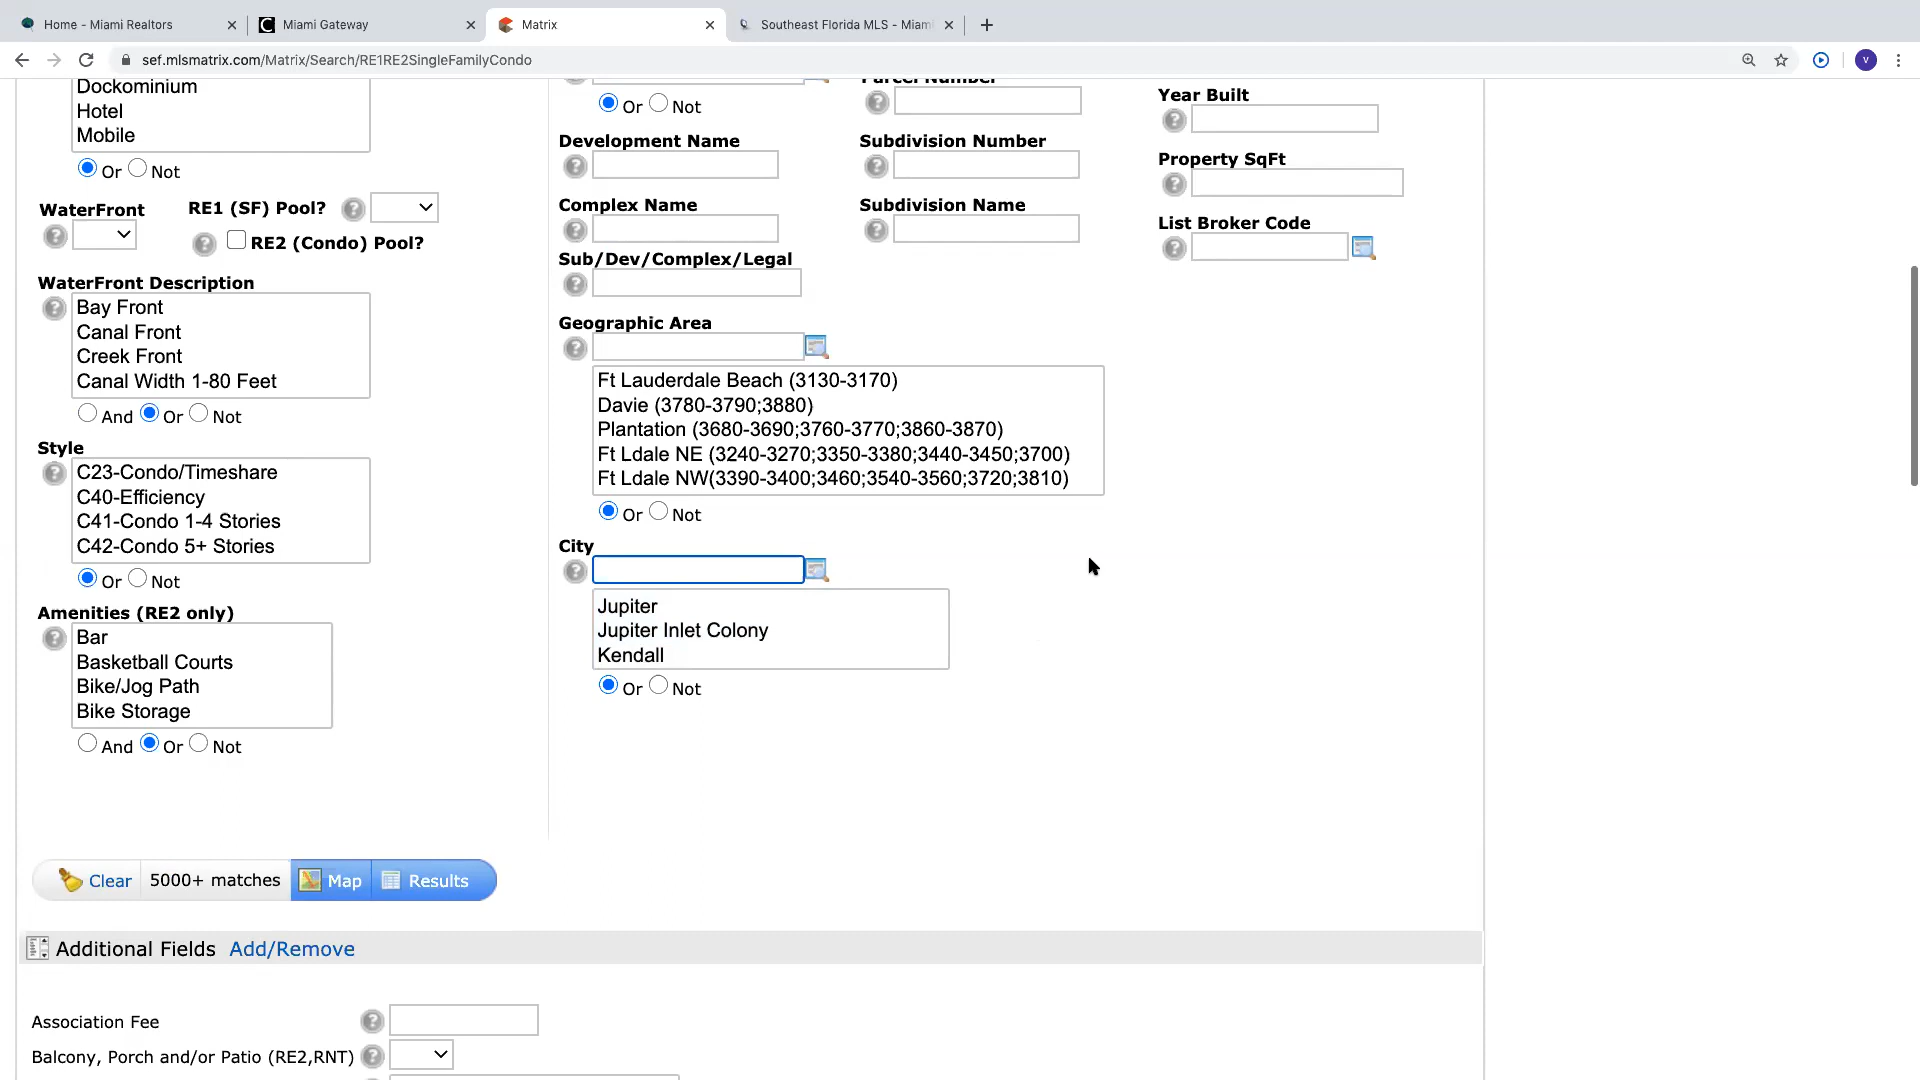 Home - Miami Realtors
Miami Gateway
Matrix
Southeast Florida MLS - Miami
sef.mlsmatrix.com/Matrix/Search/RE1RE2SingleFamilyCondo
V
Dockominium
Hotel
Mobile
Or Not
WaterFront
RE1 (SF) Pool?
RE2 (Condo) Pool?
WaterFront Description
Bay Front
Canal Front
Creek Front
Canal Width 1-80 Feet
And Or Not
Style
C23-Condo/Timeshare
C40-Efficiency
C41-Condo 1-4 Stories
C42-Condo 5+ Stories
Or Not
Amenities (RE2 only)
Bar
Basketball Courts
Bike/Jog Path
Bike Storage
And Or Not
Or Not
Development Name
Complex Name
Sub/Dev/Complex/Legal
Geographic Area
Ft Lauderdale Beach (3130-3170)
Davie (3780-3790;3880)
Plantation (3680-3690;3760-3770;3860-3870)
Ft Ldale NE (3240-3270;3350-3380;3440-3450;3700)
Ft Ldale NW(3390-3400;3460;3540-3560;3720;3810)
Or Not
City
Jupiter
Jupiter Inlet Colony
Kendall
Or Not
Parcel Number
Subdivision Number
Subdivision Name
Year Built
Property SqFt
List Broker Code
Clear 5000+ matches Map Results
Additional Fields Add/Remove
Association Fee
Balcony, Porch and/or Patio (RE2,RNT)